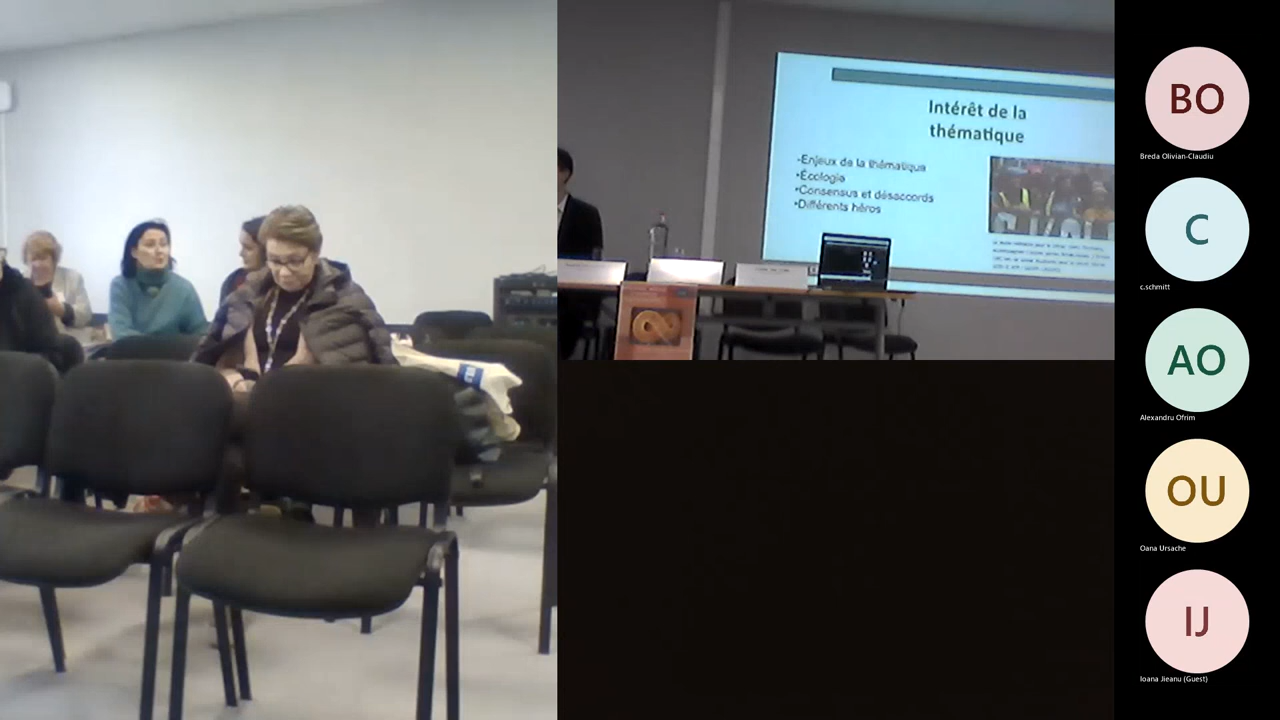 Intérêt de la
thématique
-Enjeux de la thématique
•Écologie
•Consensus et désaccords
•Différents héros
BO
Breda Olivian-Claudiu
C
c.schmitt
AO
Alexandru Ofrim
OU
Oana Ursache
IJ
Ioana Jieanu (Guest)